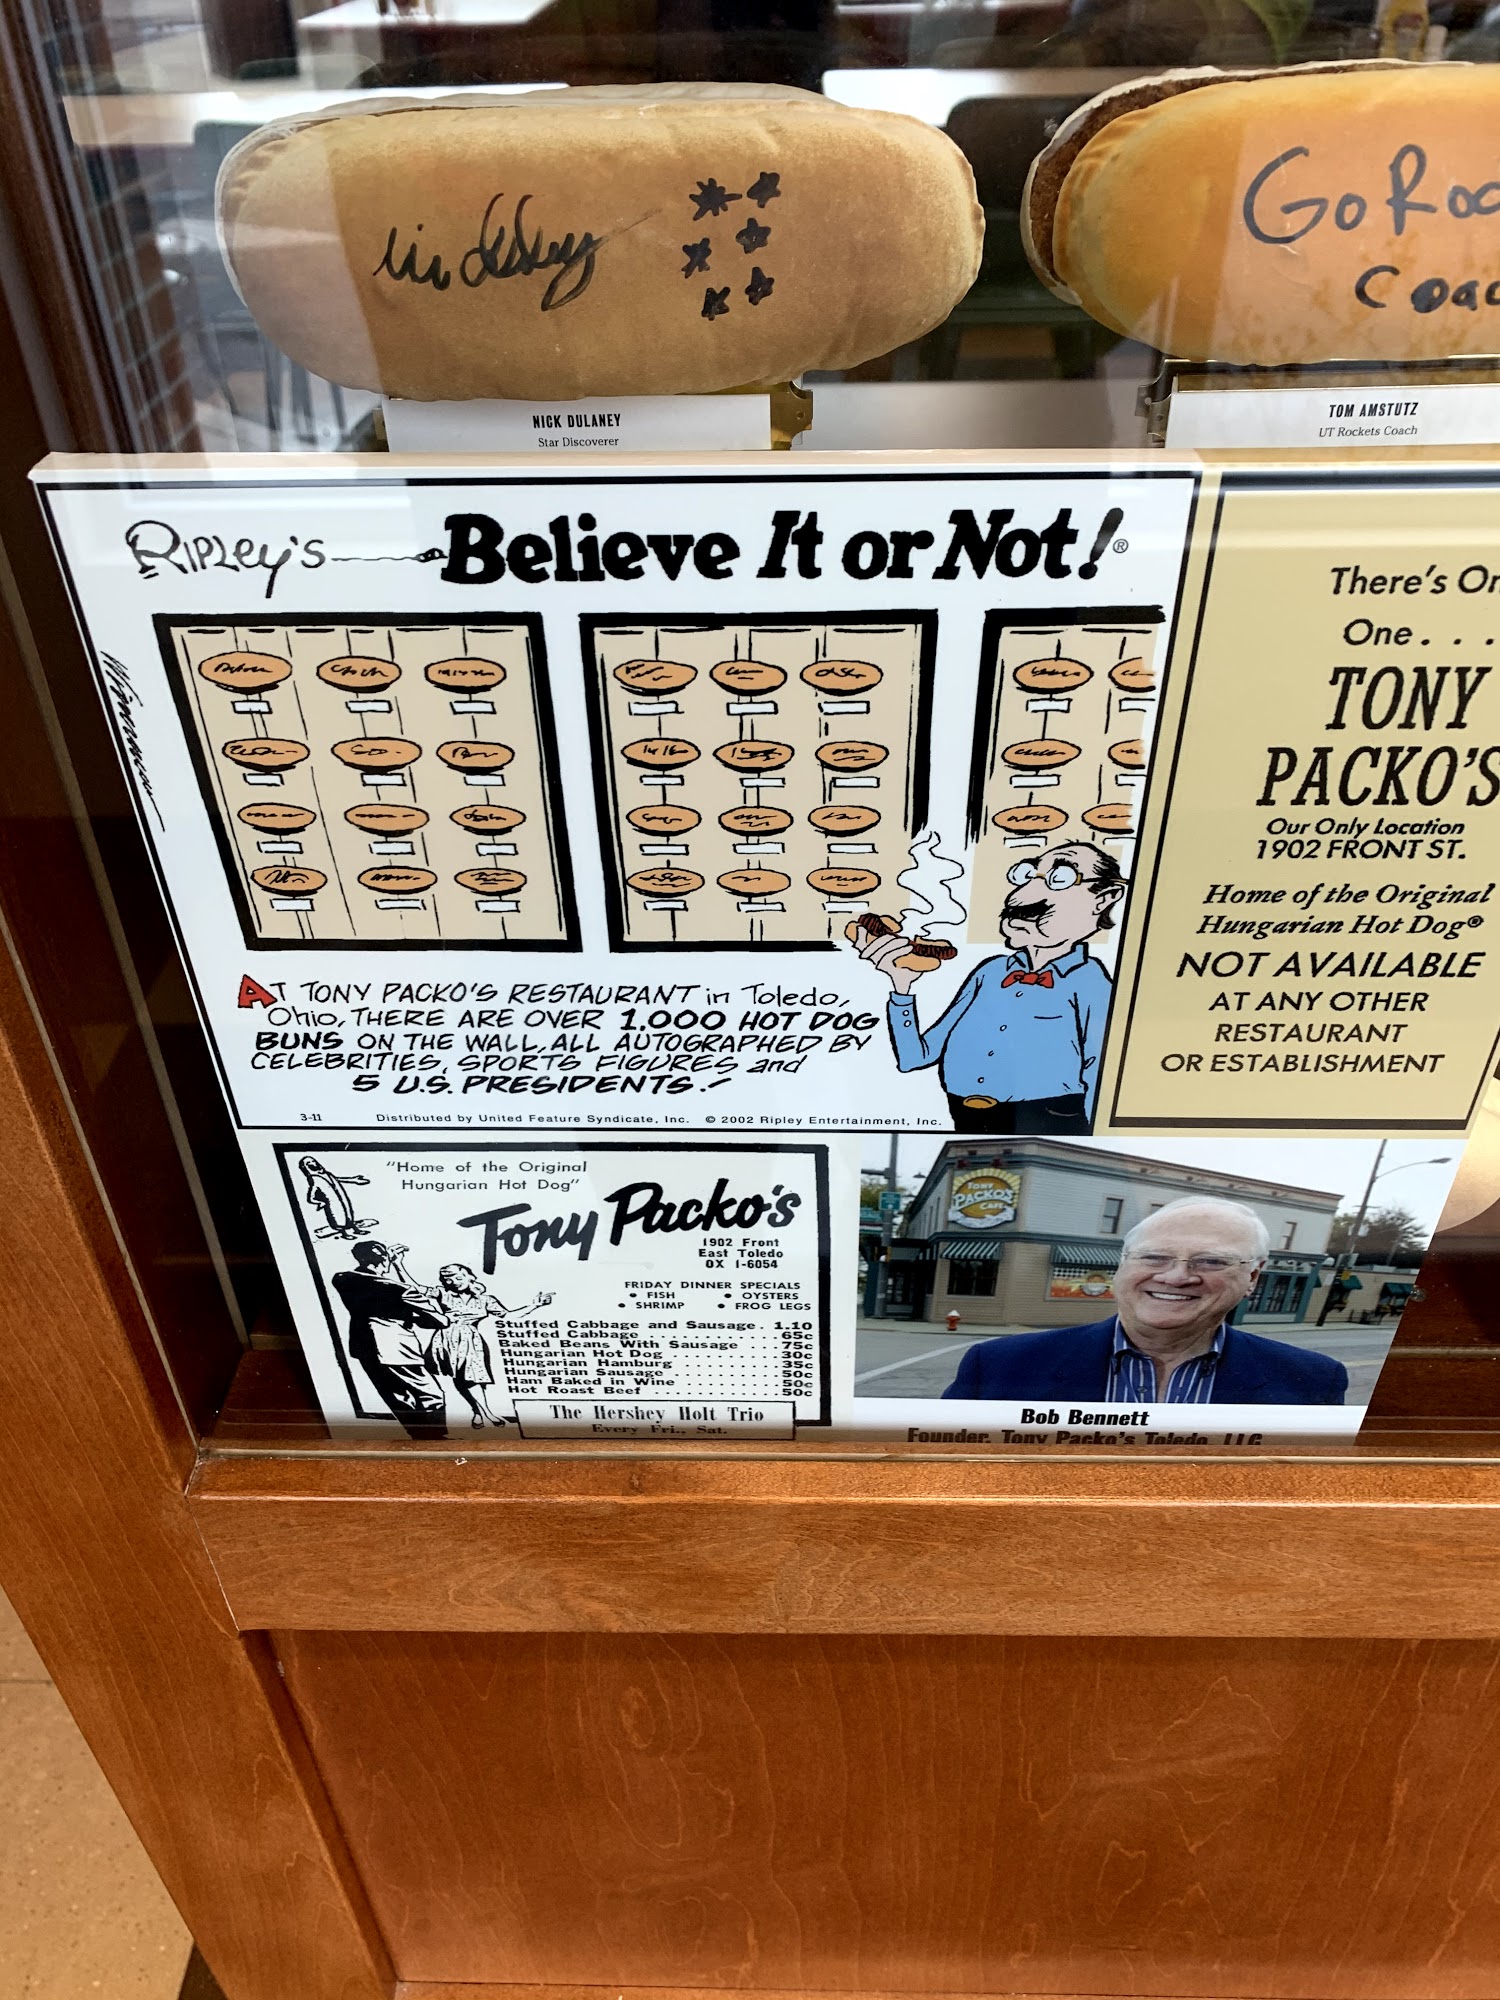 Go
NICK DULANEY
Star Discoverer
TOM AMSTUTZ
UT Rockets Coach
RIPLEY'S Believe It or Not!®
AT TONY PACKO'S RESTAURANT in Toledo,
Ohio, THERE ARE OVER 1,000 HOT DOG
BUNS ON THE WALL, ALL AUTOGRAPHED BY
CELEBRITIES, SPORTS FIGURES and
5 U.S. PRESIDENTS!
3-11 Distributed by United Feature Syndicate, Inc. © 2002 Ripley Entertainment, Inc.
There's
One...
TONY
PACKO'S
Our Only Location
1902 FRONT ST.
Home of the Original
Hungarian Hot Dog®
NOT AVAILABLE
AT ANY OTHER
RESTAURANT
OR ESTABLISHMENT
"Home of the Original
Hungarian Hot Dog"
Tony Packo's
1902 Front
East Toledo
OX 1-6054
FRIDAY DINNER SPECIALS
• FISH • OYSTERS
• SHRIMP • FROG LEGS
Stuffed Cabbage and Sausage . 1.10
Stuffed Cabbage . . . . . . . . . . . . 65c
Baked Beans With Sausage . . . 75c
Hungarian Hot Dog . . . . . . . . . . 30c
Hungarian Hamburg . . . . . . . . . 35c
Hungarian Sausage . . . . . . . . . . 50c
Ham Baked in Wine . . . . . . . . . 50c
Hot Roast Beef . . . . . . . . . . . . . 50c
The Hershey Holt Trio
Every Fri., Sat.
TONY
PACKO'S
CAFE
Bob Bennett
Founder, Tony Packo's Toledo, LLC